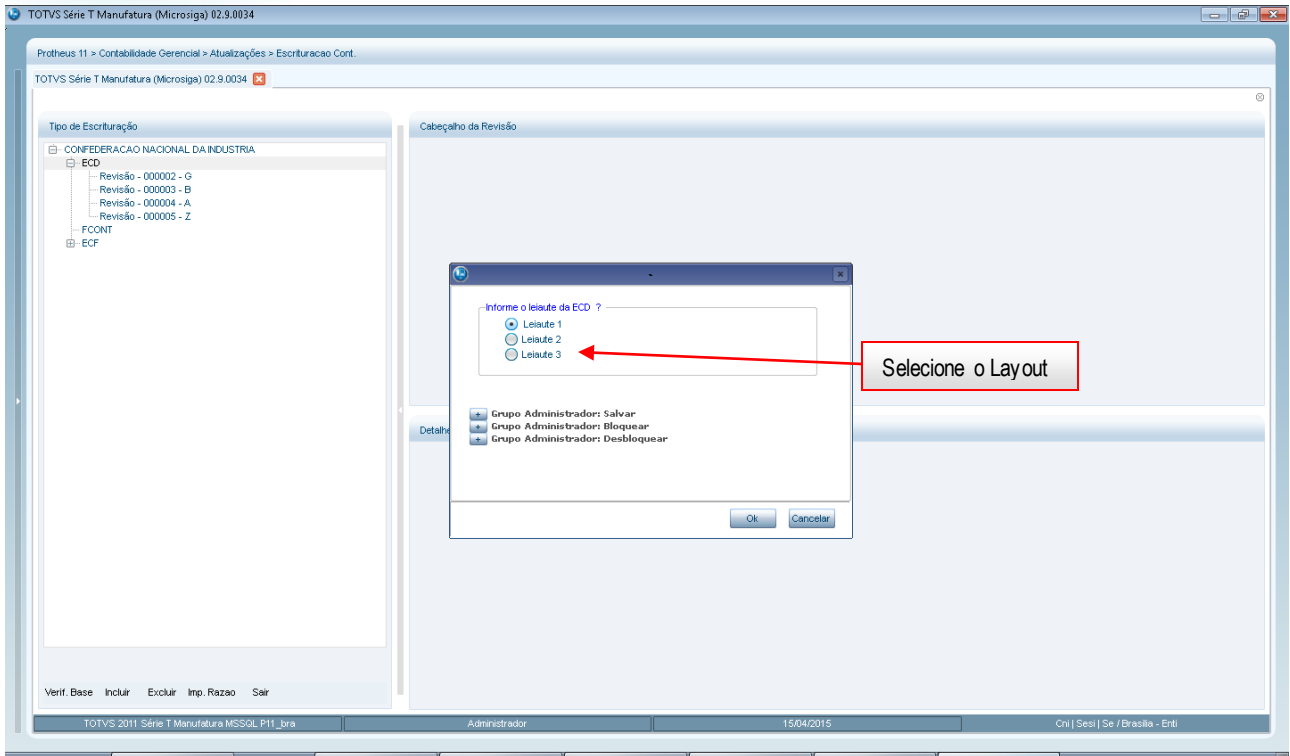 TOTVS Série T Manufatura (Microsiga) 02.9.0034
Protheus 11 > Contabilidade Gerencial > Atualizações > Escrituracao Cont.
TOTVS Série T Manufatura (Microsiga) 02.9.0034
Tipo de Escrituração
CONFEDERACAO NACIONAL DA INDUSTRIA
ECD
Revisão - 000002 - G
Revisão - 000003 - B
Revisão - 000004 - A
Revisão - 000005 - Z
FCONT
ECF
Verif. Base Incluir Excluir Imp. Razao Sair
Cabeçalho da Revisão
Detalhe
-
Informe o leiaute da ECD ?
Leiaute 1
Leiaute 2
Leiaute 3
Grupo Administrador: Salvar
Grupo Administrador: Bloquear
Grupo Administrador: Desbloquear
Ok Cancelar
Selecione o Layout
TOTVS 2011 Série T Manufatura MSSQL P11_bra Administrador 15/04/2015 Cni | Sesi | Se / Brasilia - Enti